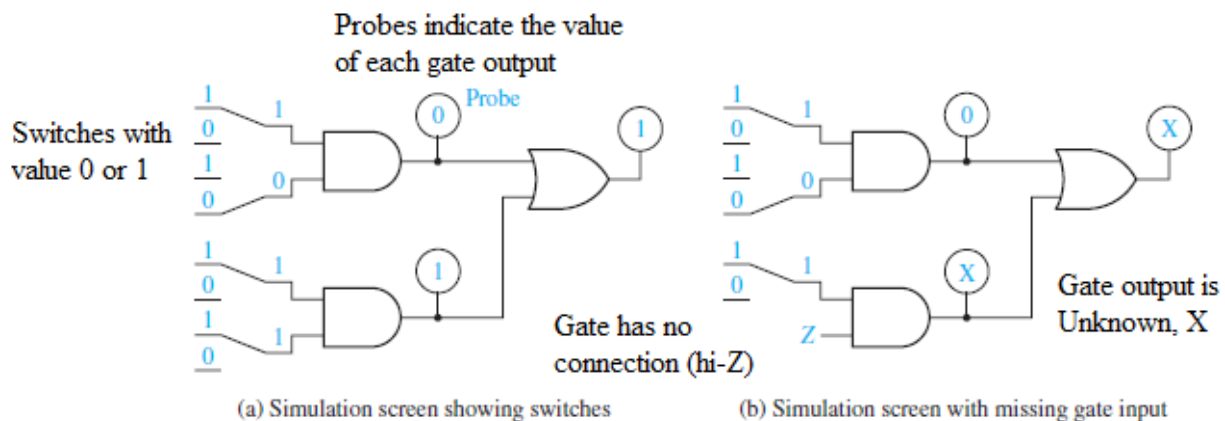 Probes indicate the value
of each gate output
Switches with
value 0 or 1
1
0
1
0
1
0
0
Probe
1
1
0
1
0
1
1
1
Gate has no
connection (hi-Z)
(a) Simulation screen showing switches
1
0
1
0
1
0
0
X
1
0
1
Z
X
Gate output is
Unknown, X
(b) Simulation screen with missing gate input